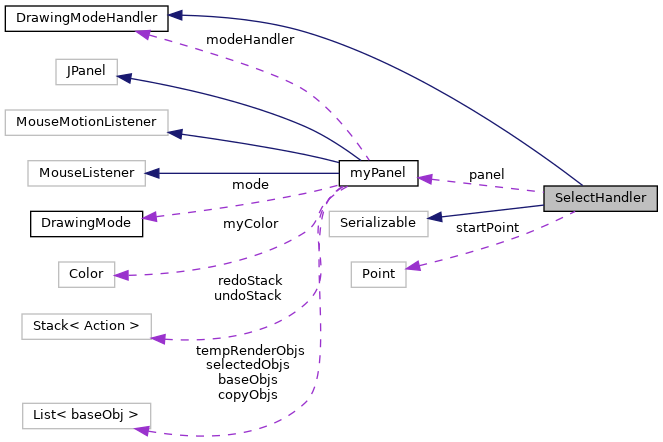 DrawingModeHandler
modeHandler
JPanel
MouseMotionListener
MouseListener
myPanel
panel
mode
SelectHandler
DrawingMode
myColor
Serializable
startPoint
Color
Point
redoStack
undoStack
Stack< Action >
tempRenderObjs
selectedObjs
baseObjs
copyObjs
List< baseObj >